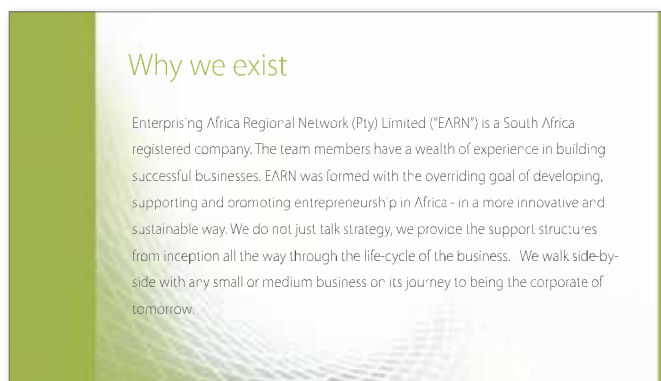 Why we exist
Enterprising Africa Regional Network (Pty) Limited ("EARN") is a South Africa
registered company. The team members have a wealth of experience in building
successful businesses. EARN was formed with the overriding goal of developing,
supporting and promoting entrepreneurship in Africa - in a more innovative and
sustainable way. We do not just talk strategy, we provide the support structures
from inception all the way through the life-cycle of the business.   We walk side-by-
side with any small or medium business on its journey to being the corporate of
tomorrow.